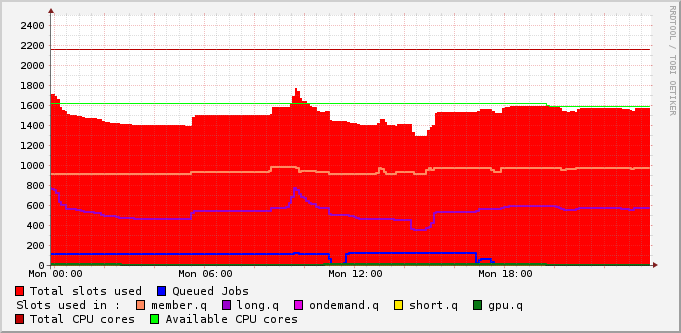 2400
2200
2000
1800
1600
1400
1200
1000
800
600
400
200
0
Mon 00:00 Mon 06:00 Mon 12:00 Mon 18:00
Total slots used Queued Jobs
Slots used in : member.q long.q ondemand.q short.q gpu.q
Total CPU cores Available CPU cores
RRDTOOL / TOBI OETIKER